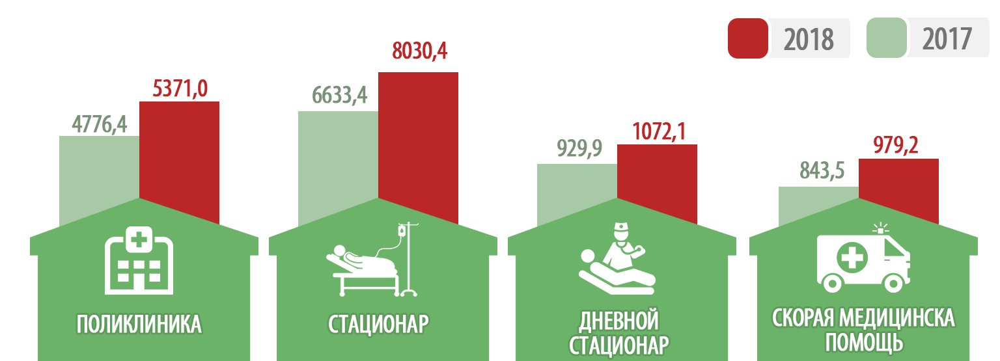 2018
2017
4776,4
5371,0
6633,4
8030,4
929,9
1072,1
843,5
979,2
ПОЛИКЛИНИКА
СТАЦИОНАР
ДНЕВНОЙ
СТАЦИОНАР
СКОРАЯ МЕДИЦИНСКА
ПОМОЩЬ